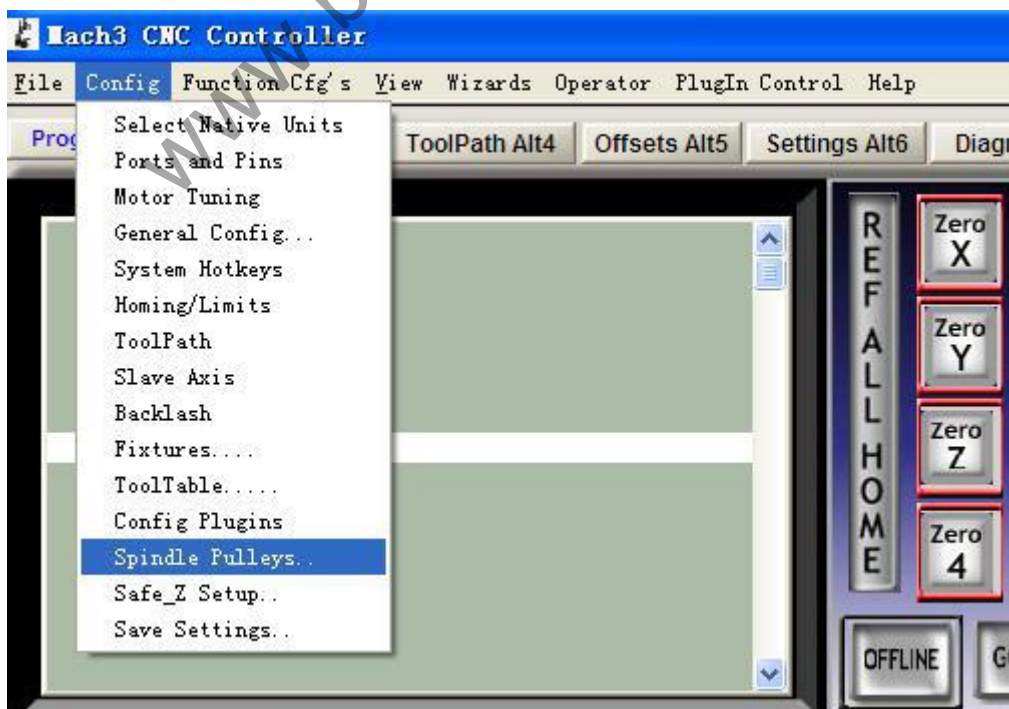 Mach3 CNC Controller
File Config Function Cfg's View Wizards Operator PlugIn Control Help
ToolPath Alt4 Offsets Alt5 Settings Alt6
Select Native Units
Ports and Pins
Motor Tuning
General Config...
System Hotkeys
Homing/Limits
ToolPath
Slave Axis
Backlash
Fixtures....
ToolTable.....
Config Plugins
Spindle Pulleys..
Safe_Z Setup..
Save Settings..
REF ALL HOME
Zero X
Zero Y
Zero Z
Zero 4
OFFLINE
www.b